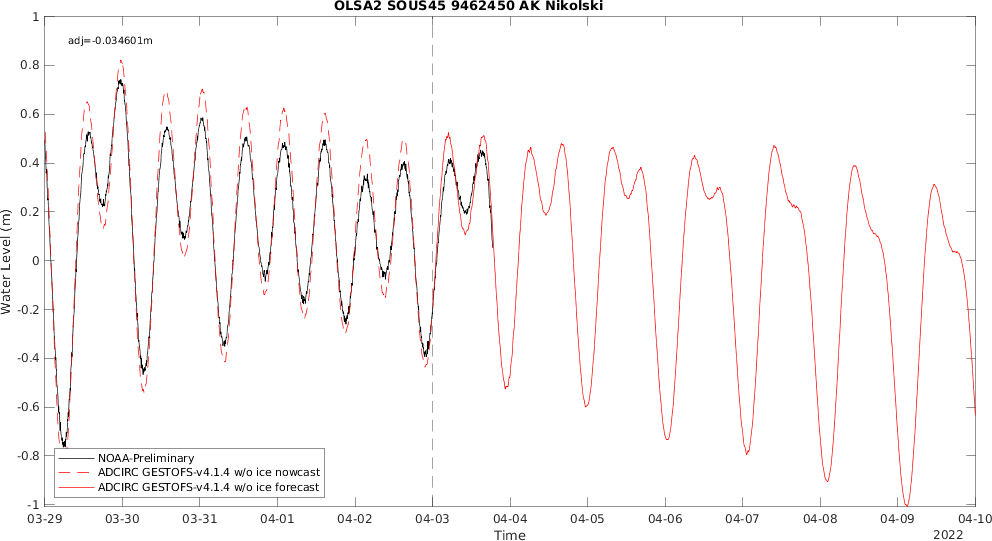 OLSA2 SOUS45 9462450 AK Nikolski
adj=-0.034601m
1
0.8
0.6
0.4
0.2
0
-0.2
-0.4
-0.6
-0.8
-1
Water Level (m)
NOAA-Preliminary
ADCIRC GESTOFS-v4.1.4 w/o ice nowcast
ADCIRC GESTOFS-v4.1.4 w/o ice forecast
03-29 03-30 03-31 04-01 04-02 04-03 04-04 04-05 04-06 04-07 04-08 04-09 04-10
Time
2022